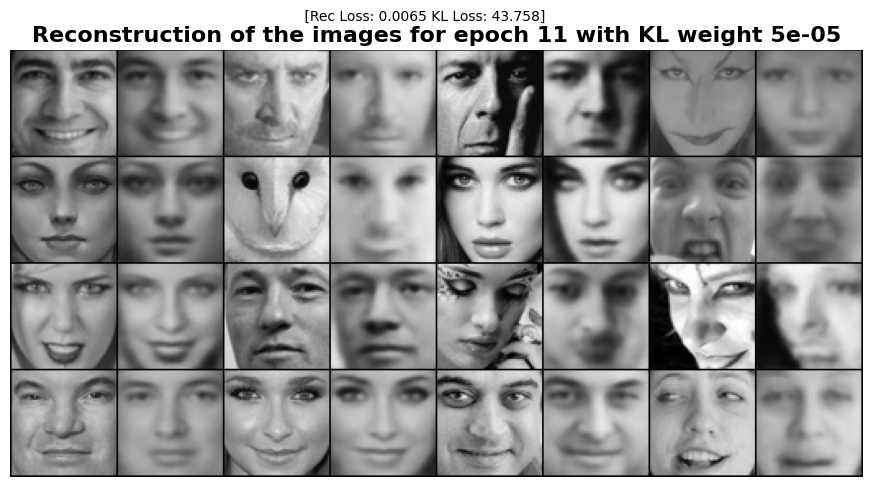 [Rec Loss: 0.0065 KL Loss: 43.758]
Reconstruction of the images for epoch 11 with KL weight 5e-05